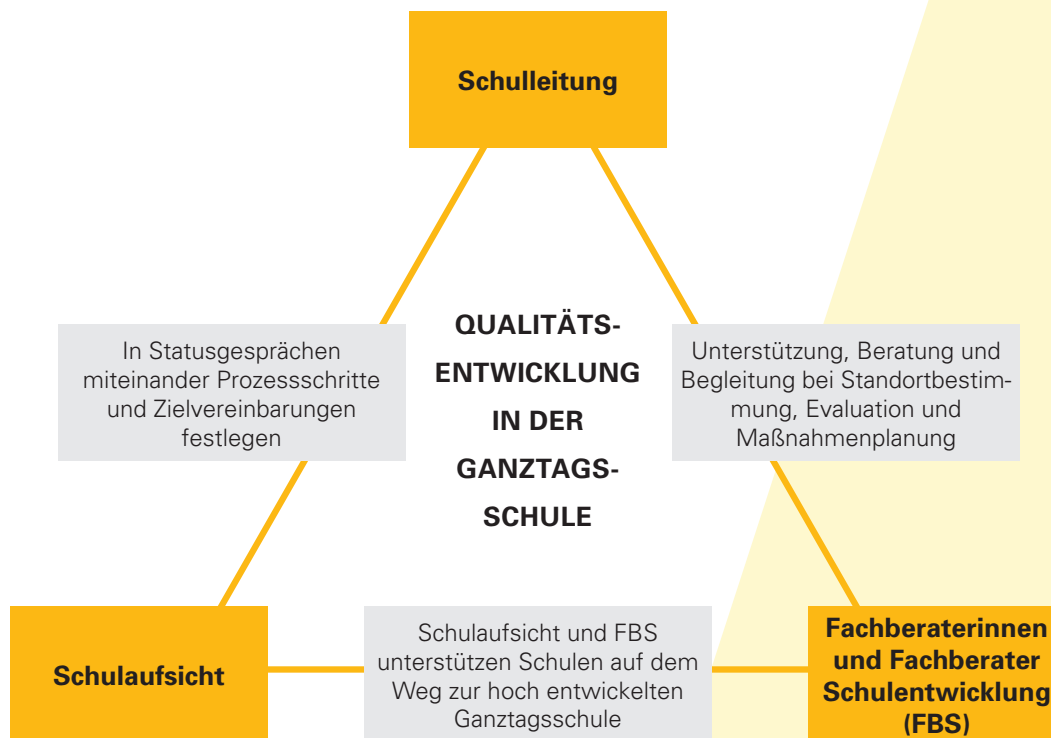 Schulleitung
QUALITÄTS-
ENTWICKLUNG
IN DER
GANZTAGS-
SCHULE
In Statusgesprächen
miteinander Prozessschritte
und Zielvereinbarungen
festlegen
Unterstützung, Beratung und
Begleitung bei Standortbestim-
mung, Evaluation und
Maßnahmenplanung
Schulaufsicht
Schulaufsicht und FBS
unterstützen Schulen auf dem
Weg zur hoch entwickelten
Ganztagsschule
Fachberaterinnen
und Fachberater
Schulentwicklung
(FBS)